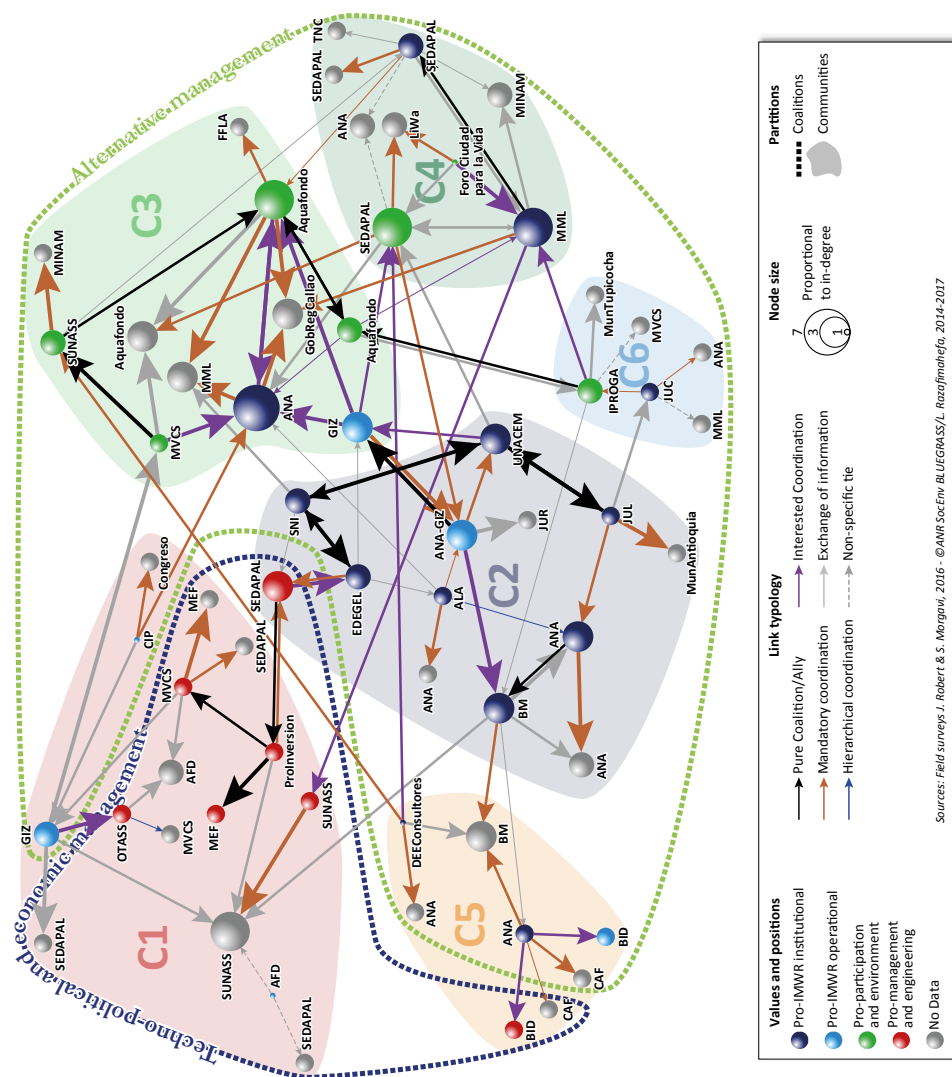 Techno-political and economic management
Alternative management
C1
C2
C3
C4
C5
C6
SEDAPAL
TNC
SEDAPAL
SEDAPAL
MINAM
ANA
LiWa
Foro Ciudad
para la Vida
SEDAPAL
MML
FFLA
Aquafondo
MINAM
SUNASS
Aquafondo
GobRegCallao
Aquafondo
MML
ANA
MVCS
GIZ
MunTupicocha
MVCS
IPROGA
JUC
ANA
MML
UNACEM
SNI
ANA-GIZ
JUR
JUL
MunAntioquia
EDEGEL
ALA
ANA
ANA
BM
ANA
Congreso
CIP
MEF
SEDAPAL
SEDAPAL
MVCS
AFD
ProInversion
MEF
SUNASS
GIZ
OTASS
MVCS
SEDAPAL
SUNASS
AFD
SEDAPAL
DEEConsultores
BM
ANA
ANA
BID
CAF
CAF
BID
Values and positions
Pro-IMWR institutional
Pro-IMWR operational
Pro-participation
and environment
Pro-management
and engineering
No Data
Link typology
Pure Coalition/Ally
Mandatory coordination
Hierarchical coordination
Interested Coordination
Exchange of information
Non-specific tie
Node size
7
3
1
0
Proportional
to in-degree
Partitions
Coalitions
Communities
Sources: Field surveys J. Robert & S. Morgui, 2016 - ©ANR SocEnv BLUEGRASS/L. Razafimahefa, 2014-2017